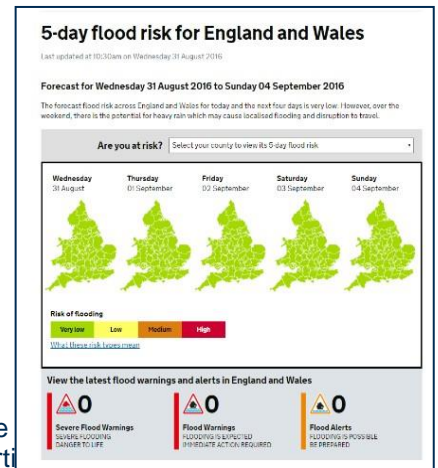 5-day flood risk for England and Wales
Last updated at 10:30am on Wednesday 31 August 2016
Forecast for Wednesday 31 August 2016 to Sunday 04 September 2016
The forecast flood risk across England and Wales for today and the next four days is very low. However, over the
weekend, there is the potential for heavy rain which may cause localised flooding and disruption to travel.
Are you at risk? Select your county to view its 5-day flood risk
Wednesday Thursday Friday Saturday Sunday
31 August 01 September 02 September 03 September 04 September
Risk of flooding
Very low Low Medium High
What these risk types mean
View the latest flood warnings and alerts in England and Wales
0 0 0
Severe Flood Warnings Flood Warnings Flood Alerts
SEVERE FLOODING FLOODING IS EXPECTED FLOODING IS POSSIBLE
DANGER TO LIFE IMMEDIATE ACTION REQUIRED BE PREPARED
e
rti